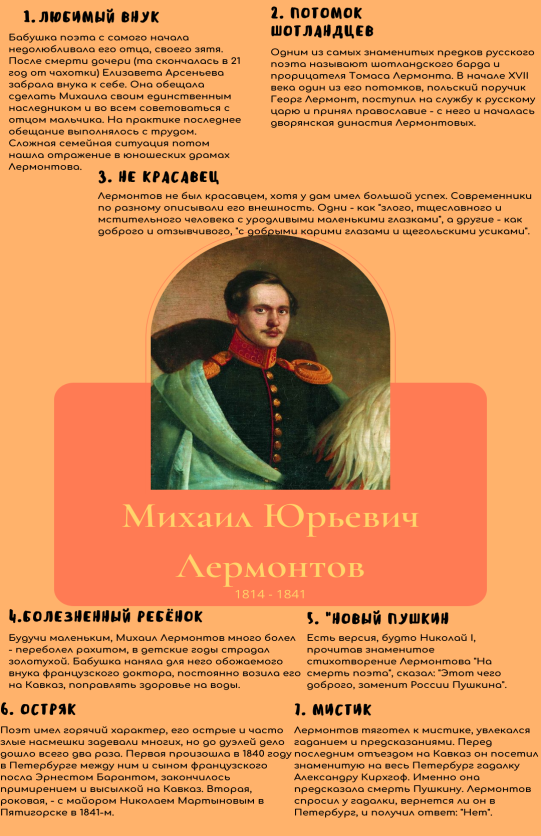 1. ЛЮБИМЫЙ ВНУК
Бабушка поэта с самого начала
недолюбливала его отца, своего зятя.
После смерти дочери (та скончалась в 21
год от чахотки) Елизавета Арсеньева
забрала внука к себе. Она обещала
сделать Михаила своим единственным
наследником и во всем советоваться с
отцом мальчика. На практике последнее
обещание выполнялось с трудом.
Сложная семейная ситуация потом
нашла отражение в юношеских драмах
Лермонтова.
2. ПОТОМОК
ШОТЛАНДЦЕВ
Одним из самых знаменитых предков русского
поэта называют шотландского барда и
прорицателя Томаса Лермонта. В начале XVII
века один из его потомков, польский поручик
Георг Лермонт, поступил на службу к русскому
царю и принял православие - с него и началась
дворянская династия Лермонтовых.
3. НЕ КРАСАВЕЦ
Лермонтов не был красавцем, хотя у дам имел большой успех. Современники
по разному описывали его внешность. Одни - как "злого, тщеславного и
мстительного человека с уродливыми маленькими глазками", а другие - как
доброго и отзывчивого, "с добрыми карими глазами и щегольскими усиками".
Михаил Юрьевич
Лермонтов
1814 - 1841
4.БОЛЕЗНЕННЫЙ РЕБЁНОК
Будучи маленьким, Михаил Лермонтов много болел
- переболел рахитом, в детские годы страдал
золотухой. Бабушка наняла для него обожаемого
внука французского доктора, постоянно возила его
на Кавказ, поправлять здоровье на воды.
5. "НОВЫЙ ПУШКИН
Есть версия, будто Николай I,
прочитав знаменитое
стихотворение Лермонтова "На
смерть поэта", сказал: "Этот чего
доброго, заменит России Пушкина".
6. ОСТРЯК
Поэт имел горячий характер, его острые и часто
злые насмешки задевали многих, но до дуэлей дело
дошло всего два раза. Первая произошла в 1840 году
в Петербурге между ним и сыном французского
посла Эрнестом Барантом, закончилось
примирением и высылкой на Кавказ. Вторая,
роковая, - с майором Николаем Мартыновым в
Пятигорске в 1841-м.
7. МИСТИК
Лермонтов тяготел к мистике, увлекался
гаданием и предсказаниями. Перед
последним отъездом на Кавказ он посетил
знаменитую на весь Петербург гадалку
Александру Кирхгоф. Именно она
предсказала смерть Пушкину. Лермонтов
спросил у гадалки, вернется ли он в
Петербург, и получил ответ: "Нет".